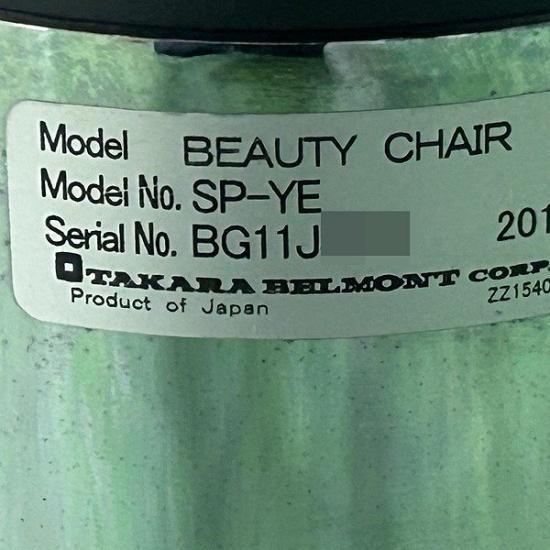 Model BEAUTY CHAIR
Model No. SP-YE
Serial No. BG11J 201
TAKARA BELMONT CORP.
Product of Japan ZZ1540